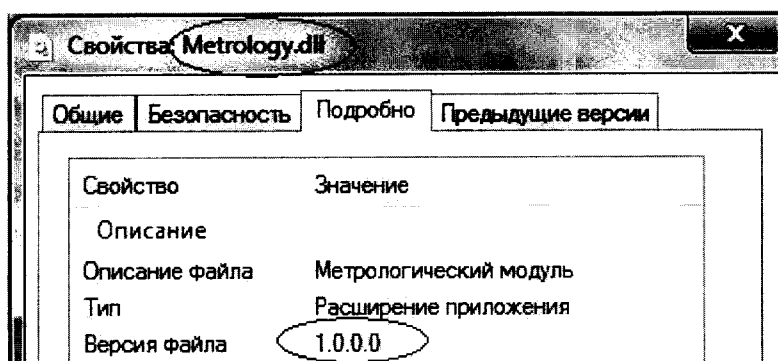 Свойства: Metrology.dll
X
Общие Безопасность Подробно Предыдущие версии
Свойство Значение
Описание
Описание файла Метрологический модуль
Тип Расширение приложения
Версия файла 1.0.0.0